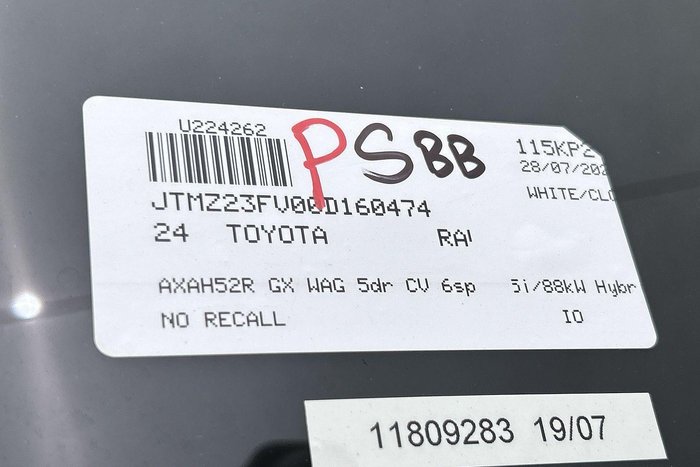 U224262
PSBB
115KP2
28/07/202
WHITE/CLO
JTMZ23FV00D160474
24 TOYOTA RAV
AXAH52R GX WAG 5dr CV 6sp 5i/88kW Hybr
NO RECALL IO
11809283 19/07